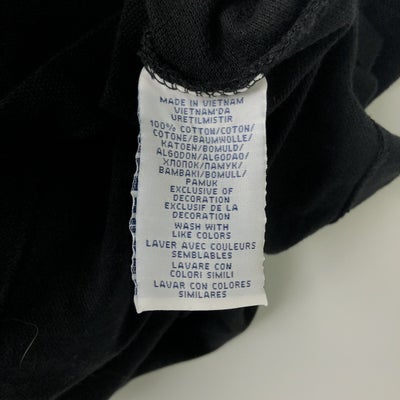 MADE IN VIETNAM
VIETNAM'DA
URETILMISTIR
100% COTTON/COTON/
COTONE/BAUMWOLLE/
KATOEN/BOMULD/
ALGODON/ALGODAO/
ХЛОПОК/ПАМУК/
BAMBAKI/BOMULL/
PAMUK
EXCLUSIVE OF
DECORATION
EXCLUSIF DE LA
DECORATION
WASH WITH
LIKE COLORS
LAVER AVEC COULEURS
SEMBLABLES
LAVARE CON
COLORI SIMILI
LAVAR CON COLORES
SIMILARES